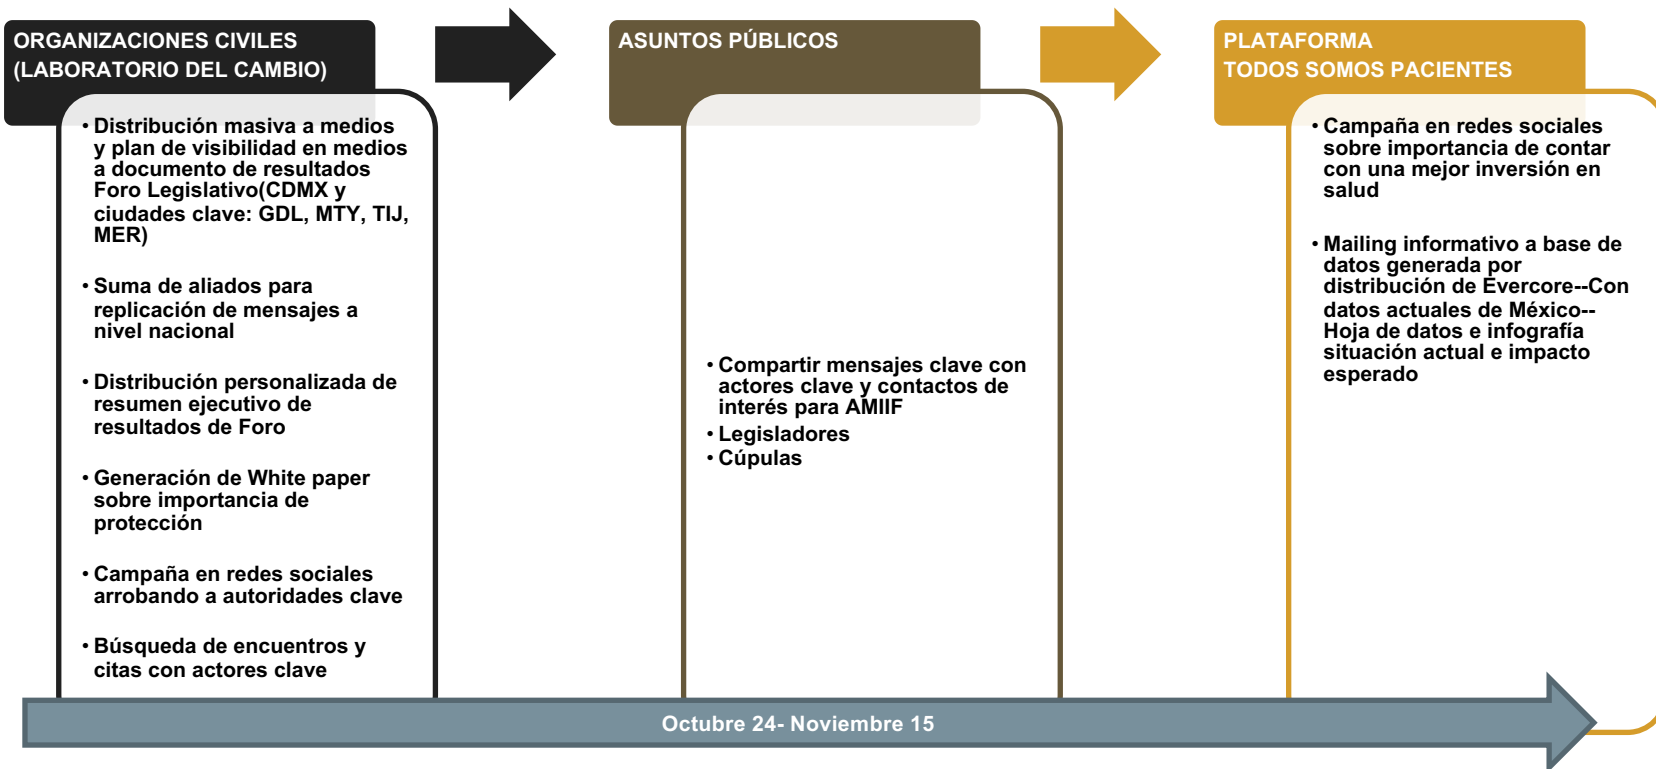 ORGANIZACIONES CIVILES
(LABORATORIO DEL CAMBIO)
• Distribución masiva a medios
y plan de visibilidad en medios
a documento de resultados
Foro Legislativo(CDMX y
ciudades clave: GDL, MTY, TIJ,
MER)
• Suma de aliados para
replicación de mensajes a
nivel nacional
• Distribución personalizada de
resumen ejecutivo de
resultados de Foro
• Generación de White paper
sobre importancia de
protección
• Campaña en redes sociales
arrobando a autoridades clave
• Búsqueda de encuentros y
citas con actores clave
ASUNTOS PÚBLICOS
• Compartir mensajes clave con
actores clave y contactos de
interés para AMIIF
• Legisladores
• Cúpulas
PLATAFORMA
TODOS SOMOS PACIENTES
• Campaña en redes sociales
sobre importancia de contar
con una mejor inversión en
salud
• Mailing informativo a base de
datos generada por
distribución de Evercore--Con
datos actuales de México--
Hoja de datos e infografía
situación actual e impacto
esperado
Octubre 24- Noviembre 15